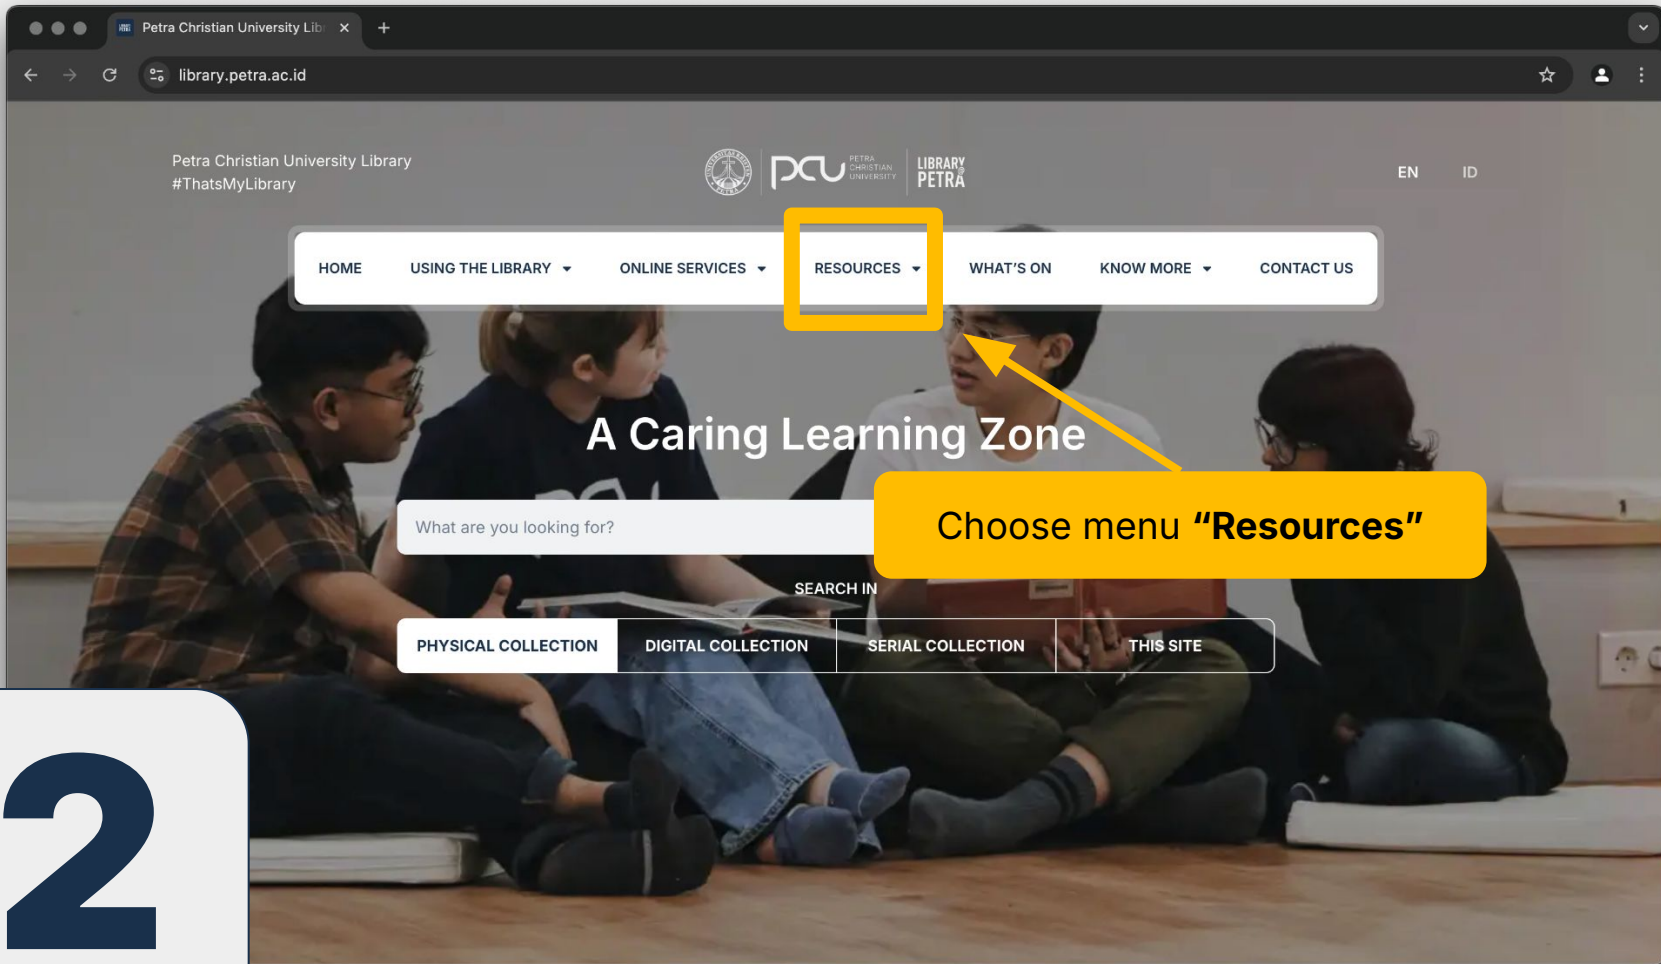 Petra Christian University Libr
library.petra.ac.id
Petra Christian University Library
#ThatsMyLibrary
PCU
PETRA
CHRISTIAN
UNIVERSITY
LIBRARY@
PETRA
EN ID
HOME USING THE LIBRARY ONLINE SERVICES RESOURCES WHAT'S ON KNOW MORE CONTACT US
A Caring Learning Zone
What are you looking for?
Choose menu “Resources”
SEARCH IN
PHYSICAL COLLECTION DIGITAL COLLECTION SERIAL COLLECTION THIS SITE
2